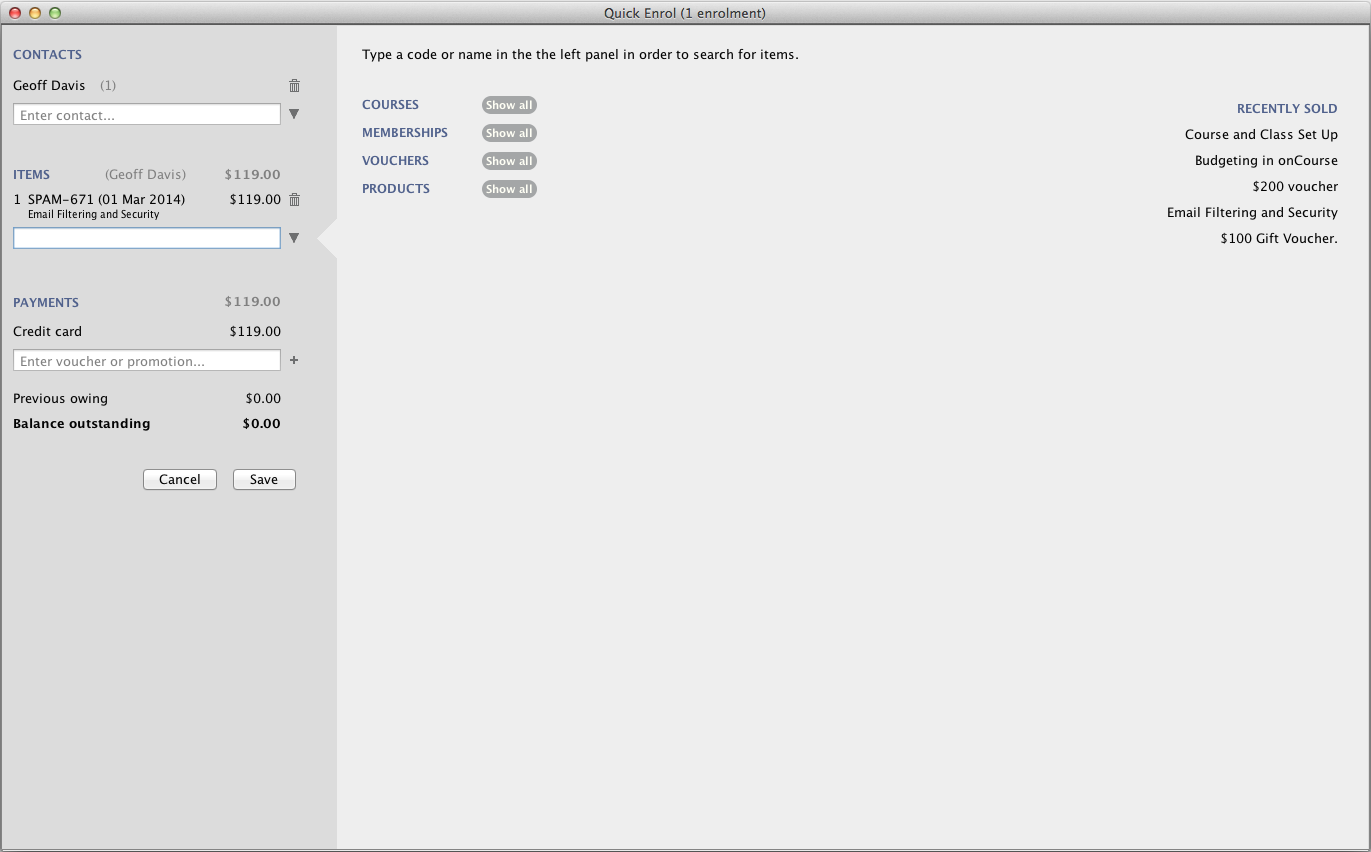 Quick Enrol (1 enrolment)
CONTACTS
Geoff Davis (1)
Enter contact...
ITEMS (Geoff Davis) $119.00
1 SPAM-671 (01 Mar 2014) $119.00
Email Filtering and Security
PAYMENTS $119.00
Credit card $119.00
Enter voucher or promotion... +
Previous owing $0.00
Balance outstanding $0.00
Cancel Save
Type a code or name in the the left panel in order to search for items.
COURSES Show all
MEMBERSHIPS Show all
VOUCHERS Show all
PRODUCTS Show all
RECENTLY SOLD
Course and Class Set Up
Budgeting in onCourse
$200 voucher
Email Filtering and Security
$100 Gift Voucher.